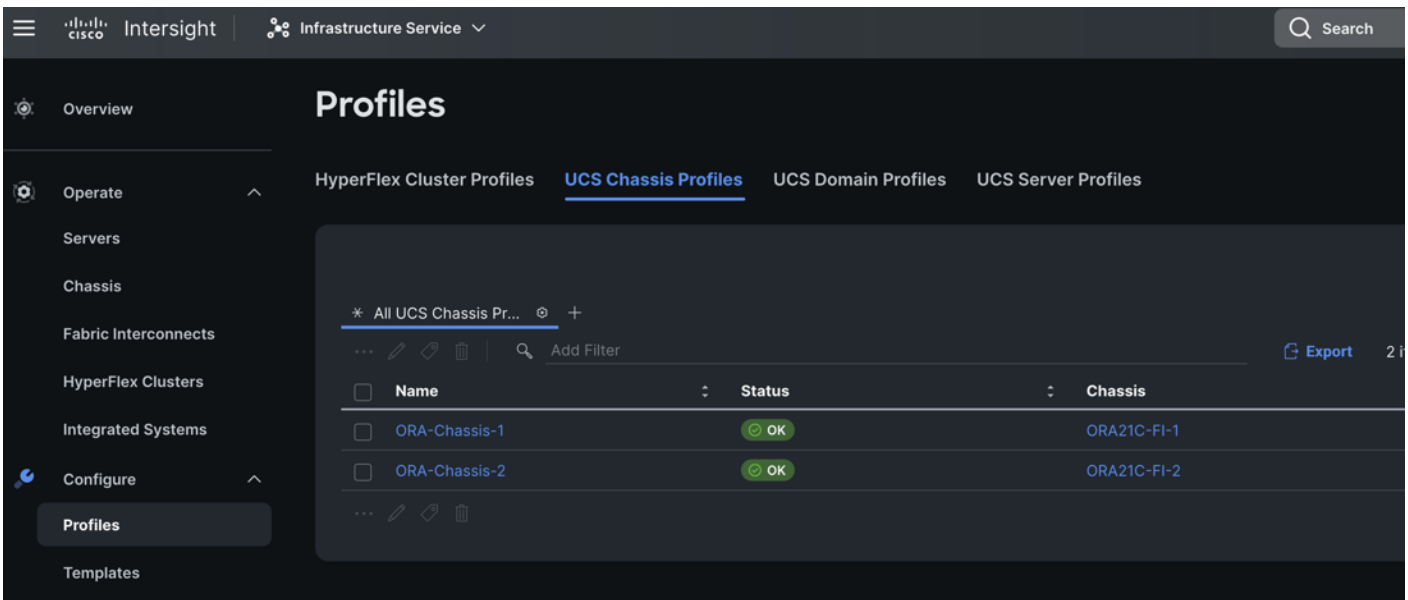 cisco Intersight Infrastructure Service Search
Overview
Profiles
HyperFlex Cluster Profiles UCS Chassis Profiles UCS Domain Profiles UCS Server Profiles
Operate
Servers
Chassis
Fabric Interconnects
HyperFlex Clusters
Integrated Systems
Configure
Profiles
Templates
All UCS Chassis Pr... +
... Add Filter Export 2 i
Name Status Chassis
ORA-Chassis-1 OK ORA21C-FI-1
ORA-Chassis-2 OK ORA21C-FI-2
...